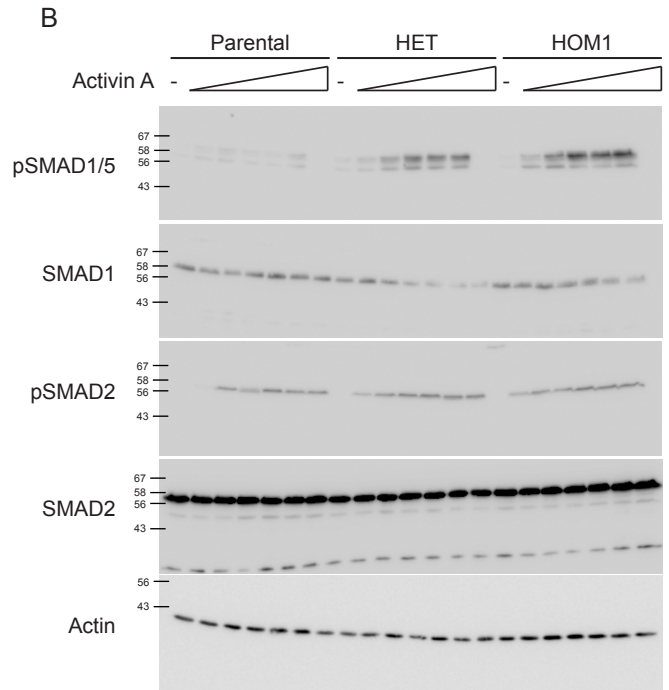 B
Parental HET HOM1
Activin A - - -
pSMAD1/5
67
58
56
43
SMAD1
67
58
56
43
pSMAD2
67
58
56
43
SMAD2
67
58
56
43
Actin
56
43